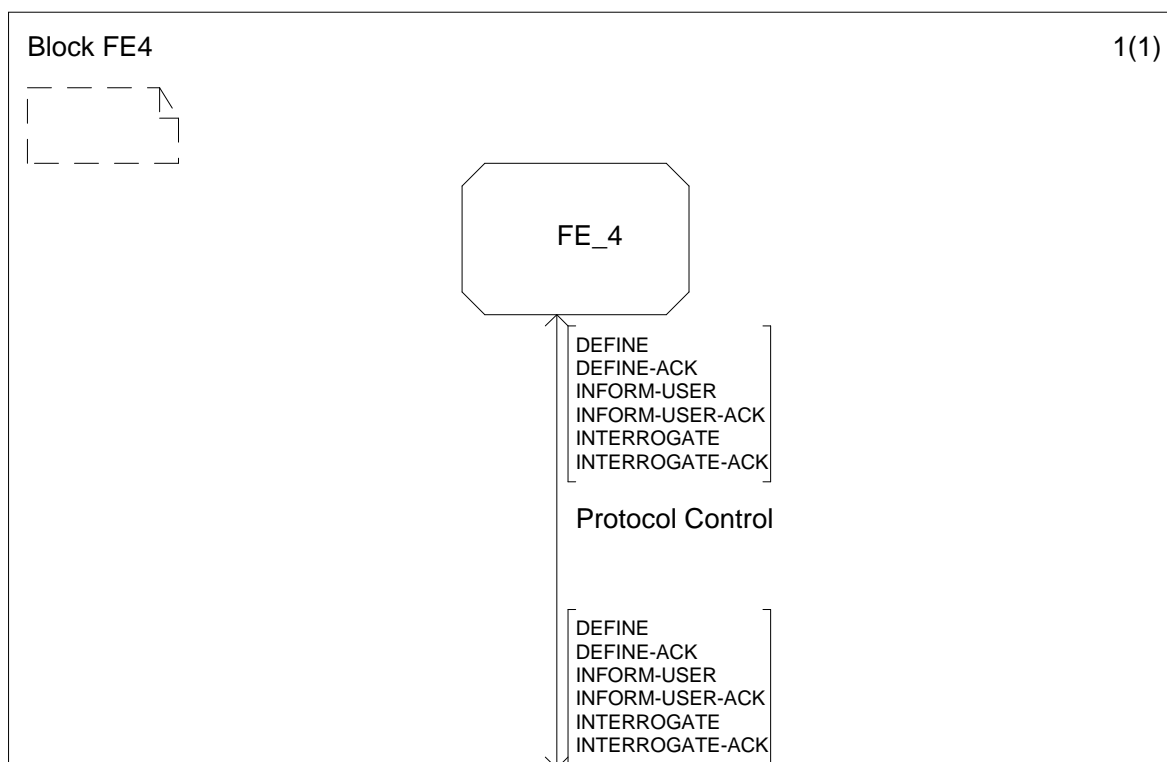 Block FE4
1(1)
FE_4
DEFINE
DEFINE-ACK
INFORM-USER
INFORM-USER-ACK
INTERROGATE
INTERROGATE-ACK
Protocol Control
DEFINE
DEFINE-ACK
INFORM-USER
INFORM-USER-ACK
INTERROGATE
INTERROGATE-ACK